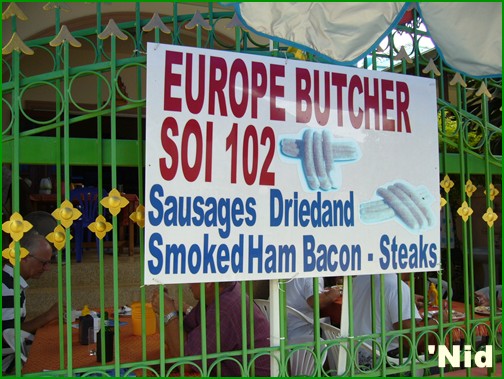 EUROPE BUTCHER
SOI 102
Sausages Driedand
Smoked Ham Bacon - Steaks
'Nid